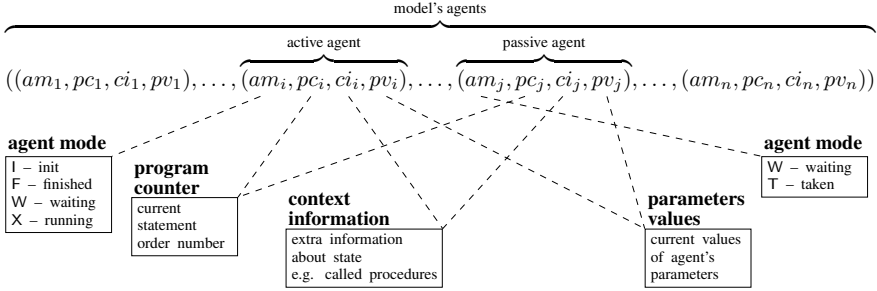 model's agents
active agent
passive agent
((am₁, pc₁, ci₁, pv₁), . . . , (amᵢ, pcᵢ, ciᵢ, pvᵢ), . . . , (amⱼ, pcⱼ, ciⱼ, pvⱼ), . . . , (amₙ, pcₙ, ciₙ, pvₙ))
agent mode
I – init
F – finished
W – waiting
X – running
program
counter
current
statement
order number
context
information
extra information
about state
e.g. called procedures
parameters
values
current values
of agent's
parameters
agent mode
W – waiting
T – taken